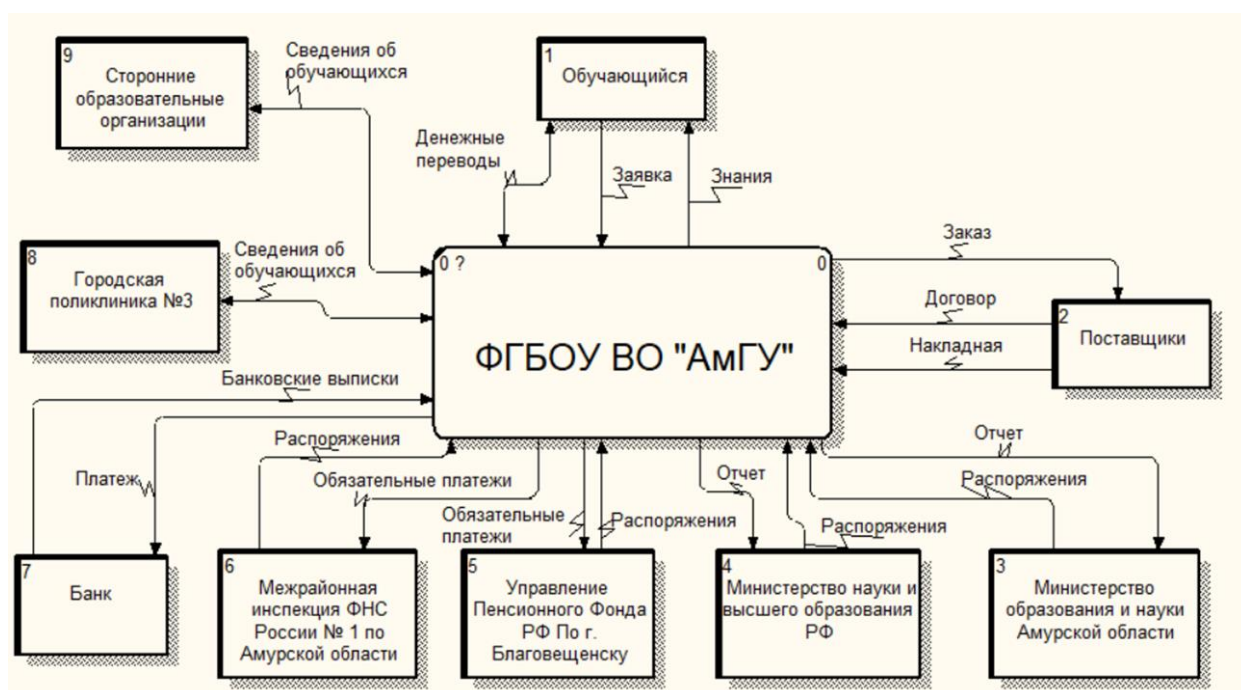 9
Сторонние
образовательные
организации
Сведения об
обучающихся
1
Обучающийся
Денежные
переводы
Заявка
Знания
8
Городская
поликлиника №3
Сведения об
обучающихся
0 ?
0
ФГБОУ ВО "АмГУ"
Заказ
Договор
Накладная
2
Поставщики
Банковские выписки
Платеж
Распоряжения
Обязательные платежи
Обязательные
платежи
Распоряжения
Отчет
Распоряжения
Отчет
Распоряжения
7
Банк
6
Межрайонная
инспекция ФНС
России № 1 по
Амурской области
5
Управление
Пенсионного Фонда
РФ По г.
Благовещенску
4
Министерство науки и
высшего образования
РФ
3
Министерство
образования и науки
Амурской области